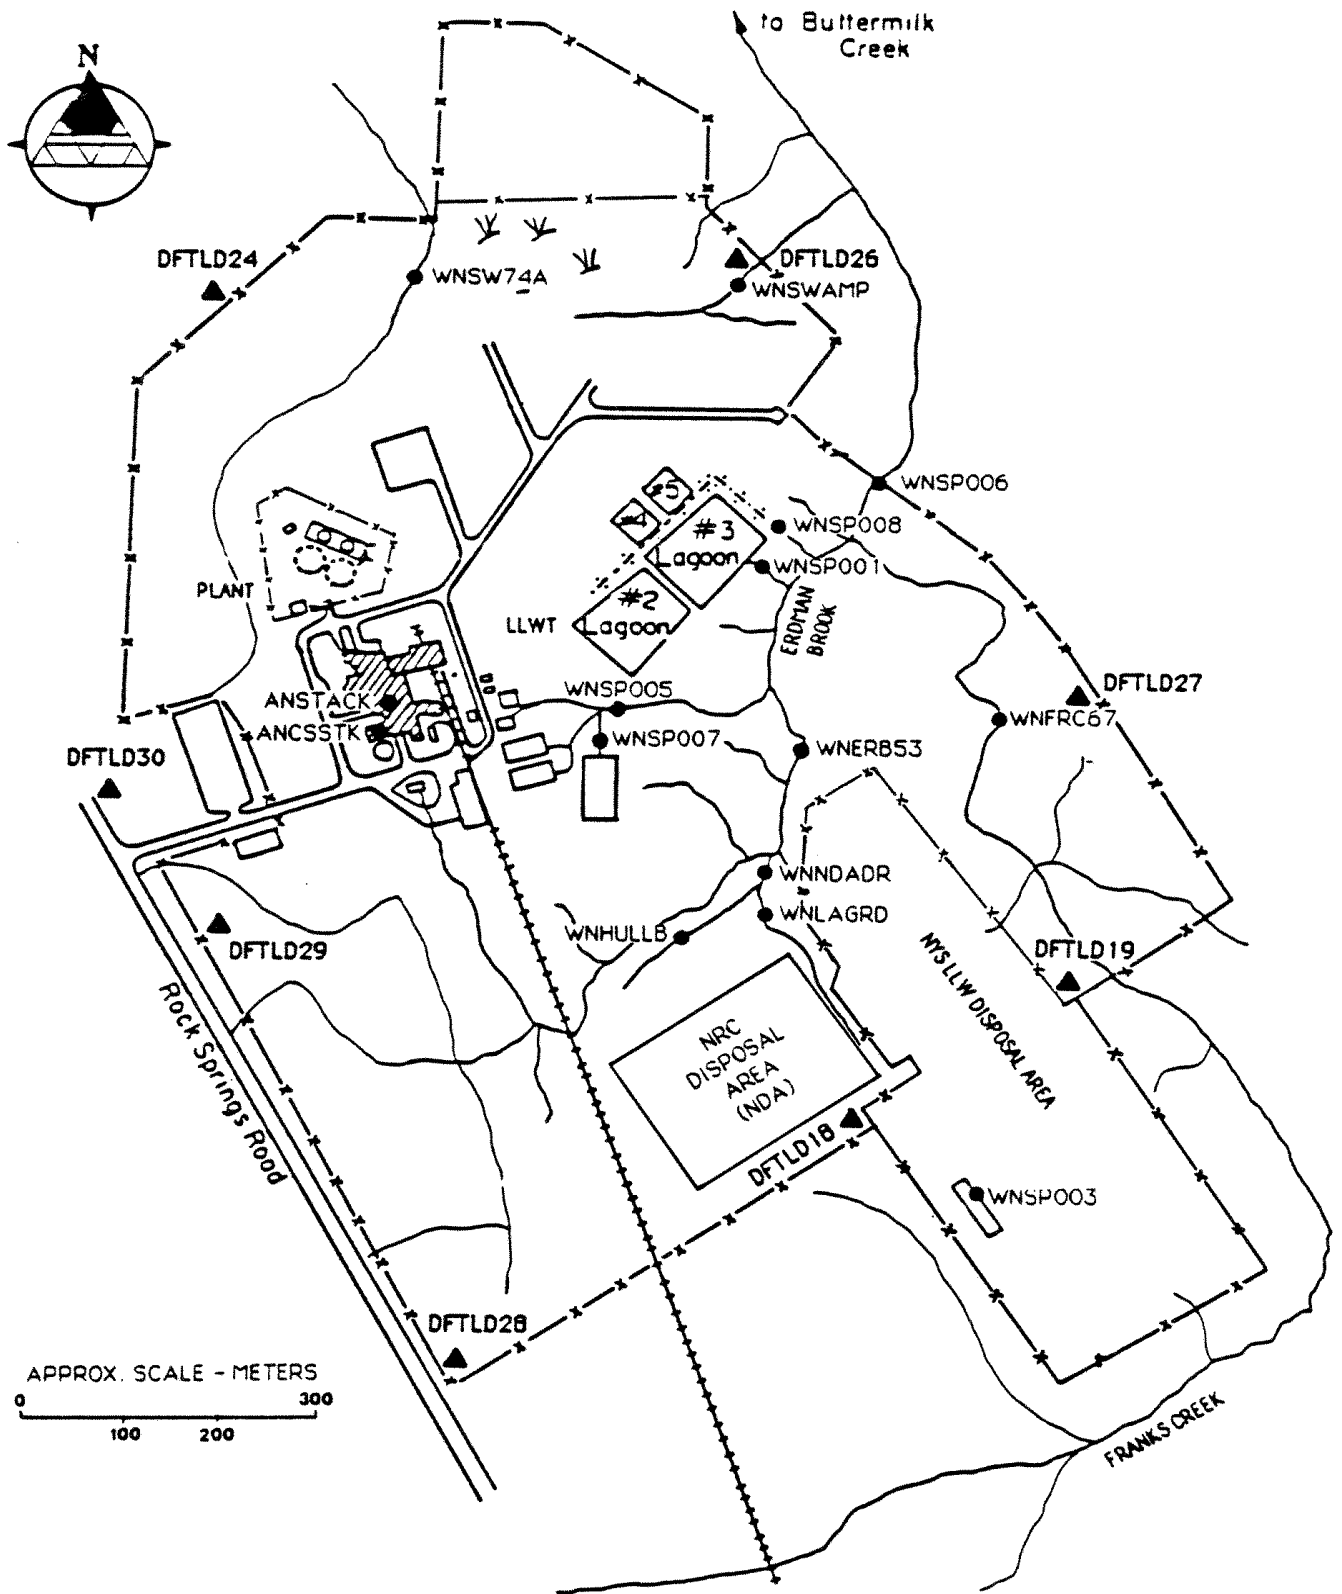 to Buttermilk
Creek
N
DFTLD24
DFTLD26
WNSW74A
WNSWAMP
WNSP006
#5
#4
#3
Lagoon
WNSP008
WNSP001
PLANT
#2
Lagoon
LLWT
ERDMAN
BROOK
ANSTACK
ANCSSTK
WNSP005
WNSP007
DFTLD27
WNFRC67
WNERB53
DFTLD30
WNNDADR
WNLAGRD
WNHULLB
DFTLD29
DFTLD19
NYS LLW DISPOSAL AREA
Rock Springs Road
NRC
DISPOSAL
AREA
(NDA)
DFTLD18
WNSP003
DFTLD28
APPROX. SCALE - METERS
0 300
100 200
FRANKS CREEK